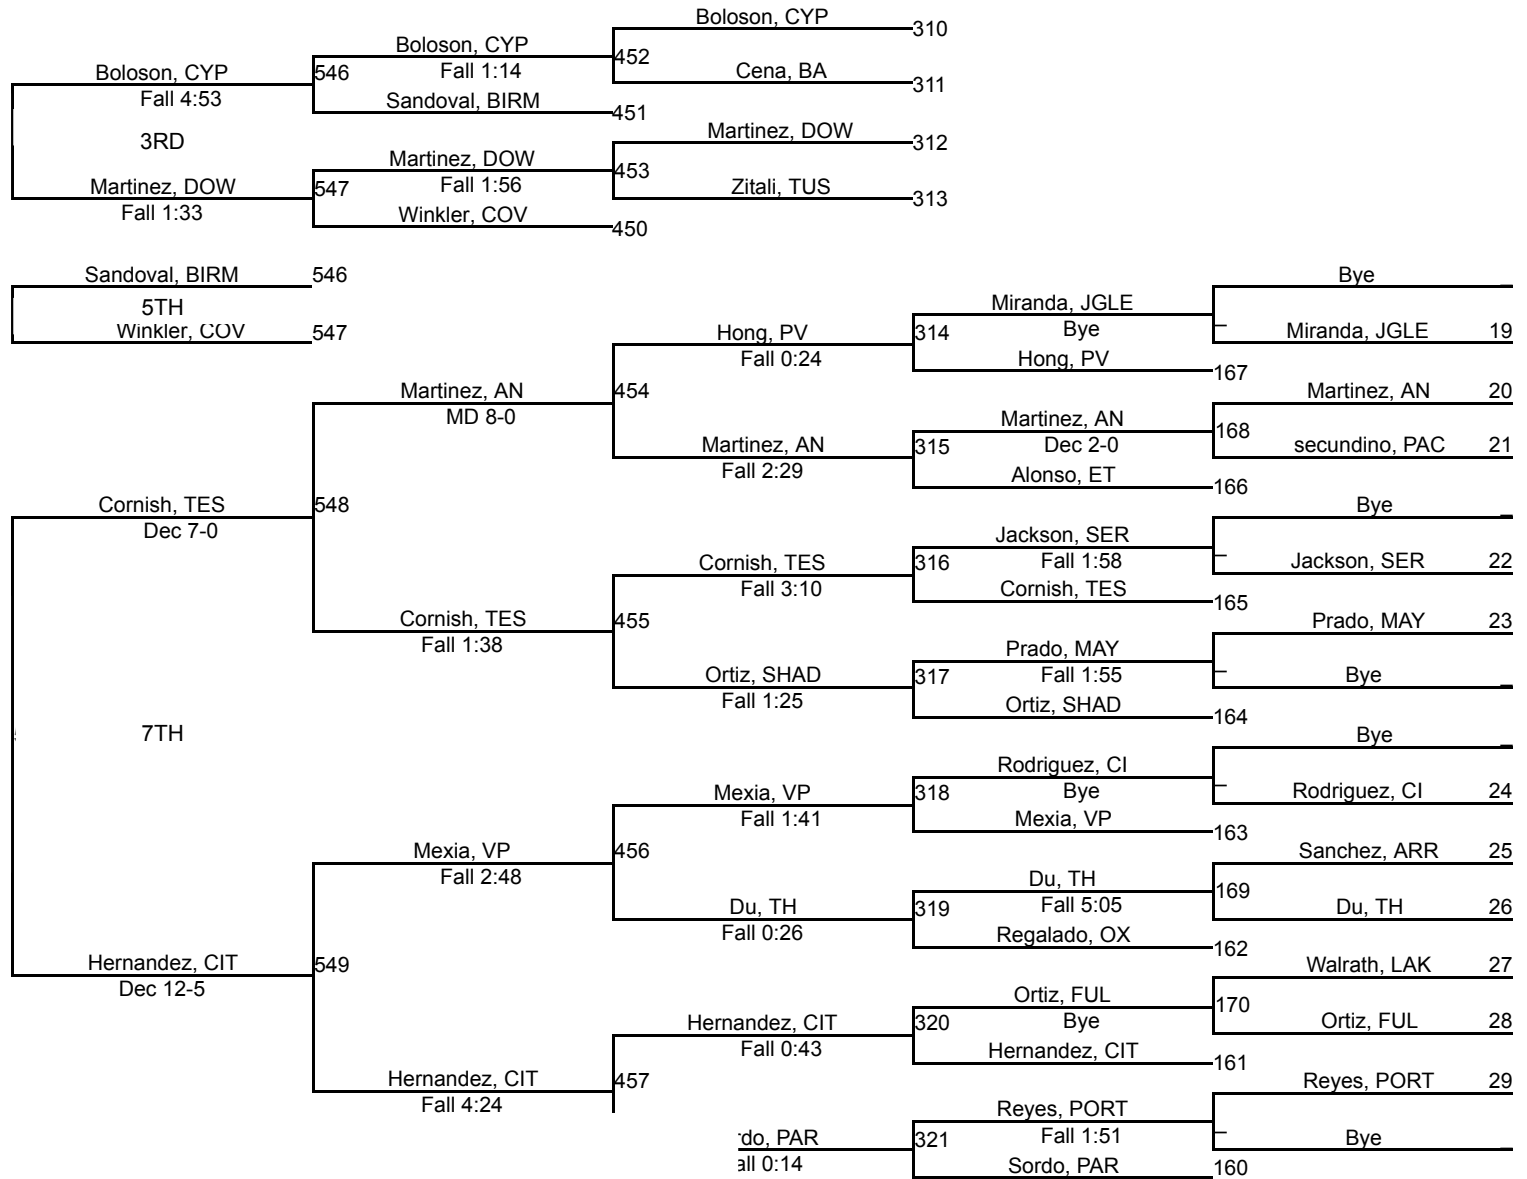 Boloson, CYP 310
Boloson, CYP 452
Fall 1:14
Boloson, CYP 546
Fall 4:53
Cena, BA 311
Sandoval, BIRM 451
3RD
Martinez, DOW 312
Martinez, DOW 453
Fall 1:56
Martinez, DOW 547
Fall 1:33
Zitali, TUS 313
Winkler, COV 450
Sandoval, BIRM 546
5TH
Winkler, COV 547
Bye
Miranda, JGLE
Bye
Miranda, JGLE 19
Hong, PV 314
Fall 0:24
Hong, PV 167
Martinez, AN 454
MD 8-0
Martinez, AN 20
Martinez, AN 168
Dec 2-0
secundino, PAC 21
Martinez, AN 315
Fall 2:29
Alonso, ET 166
Cornish, TES 548
Dec 7-0
Bye
Jackson, SER
Fall 1:58
Jackson, SER 22
Cornish, TES 316
Fall 3:10
Cornish, TES 165
Cornish, TES 455
Fall 1:38
Prado, MAY 23
Prado, MAY
Fall 1:55
Bye
Ortiz, SHAD 317
Fall 1:25
Ortiz, SHAD 164
7TH
Bye
Rodriguez, CI
Bye
Rodriguez, CI 24
Mexia, VP 318
Fall 1:41
Mexia, VP 163
Mexia, VP 456
Fall 2:48
Sanchez, ARR 25
Du, TH 169
Fall 5:05
Du, TH 26
Du, TH 319
Fall 0:26
Regalado, OX 162
Hernandez, CIT 549
Dec 12-5
Walrath, LAK 27
Ortiz, FUL 170
Bye
Ortiz, FUL 28
Hernandez, CIT 320
Fall 0:43
Hernandez, CIT 161
Hernandez, CIT 457
Fall 4:24
Reyes, PORT 29
Reyes, PORT
Fall 1:51
Bye
rdo, PAR 321
all 0:14
Sordo, PAR 160